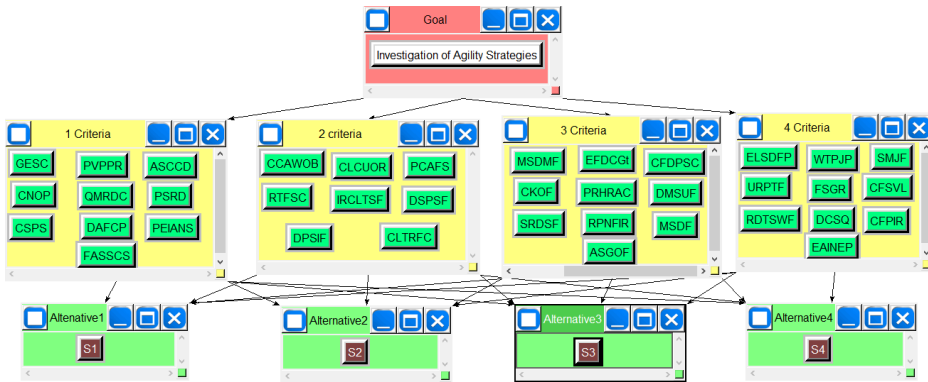 Goal
Investigation of Agility Strategies
1 Criteria
GESC PVPPR ASCCD
CNOP QMRDC PSRD
CSPS DAFCP PEIANS
FASSCS
2 criteria
CCAWOB CLCUOR PCAFS
RTFSC IRCLTSF DSPSF
DPSIF CLTRFC
3 Criteria
MSDMF EFDCGt CFDPSC
CKOF PRHRAC DMSUF
SRDSF RPNFIR MSDF
ASGOF
4 Criteria
ELSDFP WTPJP SMJF
URPTF FSGR CFSVL
RDTSWF DCSQ CFPIR
EAINEP
Altenative1
S1
Alternative2
S2
Alternative3
S3
Alternative4
S4